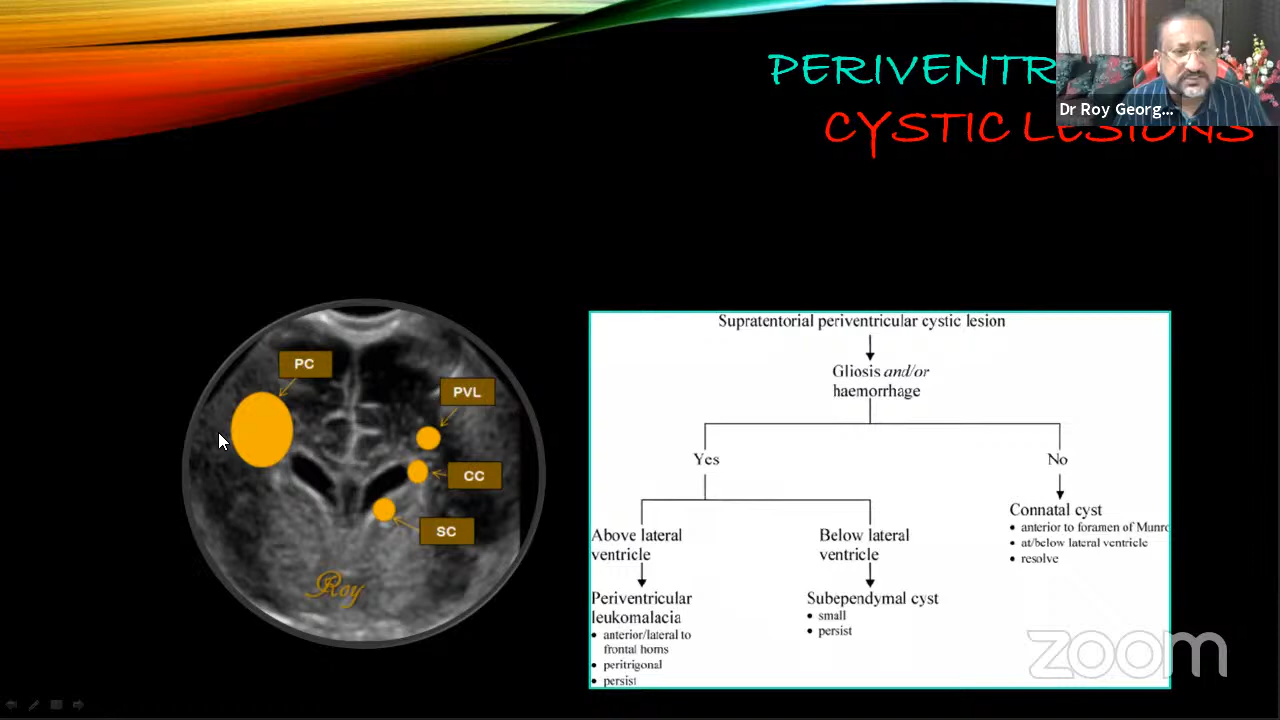 CYSTIC LESIONS
Dr Roy Georg...
PC
PVL
CC
SC
Roy
Supratentorial periventricular cystic lesion
Gliosis and/or
haemorrhage
Yes
No
Above lateral
ventricle
Below lateral
ventricle
Connatal cyst
• anterior to foramen of Munro
• at/below lateral ventricle
• resolve
Periventricular
leukomalacia
• anterior/lateral to
frontal horns
• peritrigonal
• persist
Subependymal cyst
• small
• persist
zoom